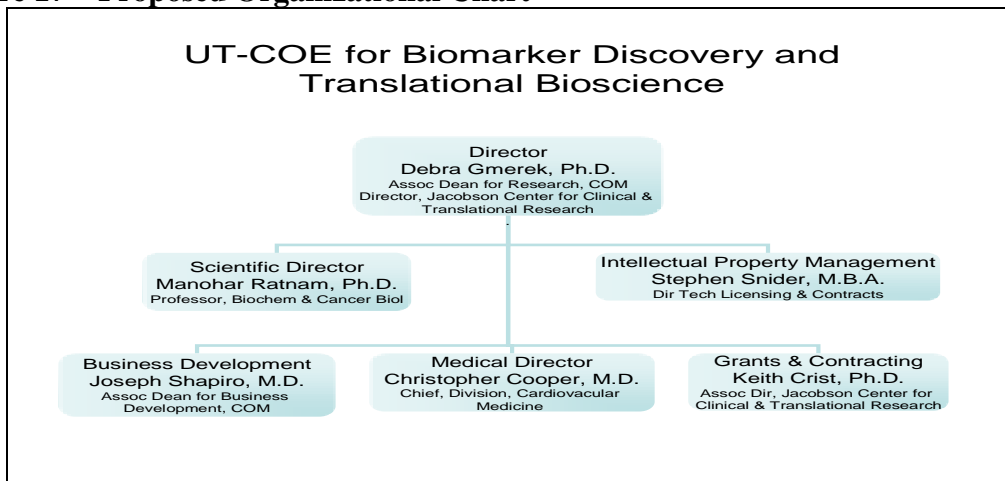 Proposed Organizational Chart
UT-COE for Biomarker Discovery and
Translational Bioscience
Director
Debra Gmerek, Ph.D.
Assoc Dean for Research, COM
Director, Jacobson Center for Clinical &
Translational Research
Scientific Director
Manohar Ratnam, Ph.D.
Professor, Biochem & Cancer Biol
Intellectual Property Management
Stephen Snider, M.B.A.
Dir Tech Licensing & Contracts
Business Development
Joseph Shapiro, M.D.
Assoc Dean for Business
Development, COM
Medical Director
Christopher Cooper, M.D.
Chief, Division, Cardiovacular
Medicine
Grants & Contracting
Keith Crist, Ph.D.
Assoc Dir, Jacobson Center for
Clinical & Translational Research